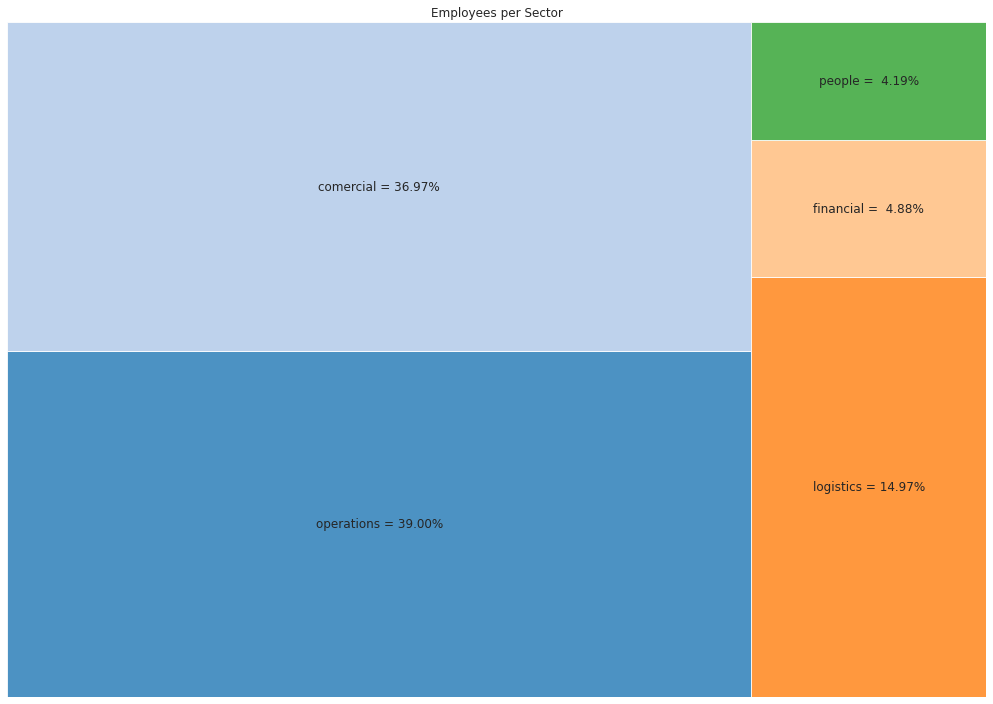 Employees per Sector
people =  4.19%
comercial = 36.97%
financial =  4.88%
logistics = 14.97%
operations = 39.00%